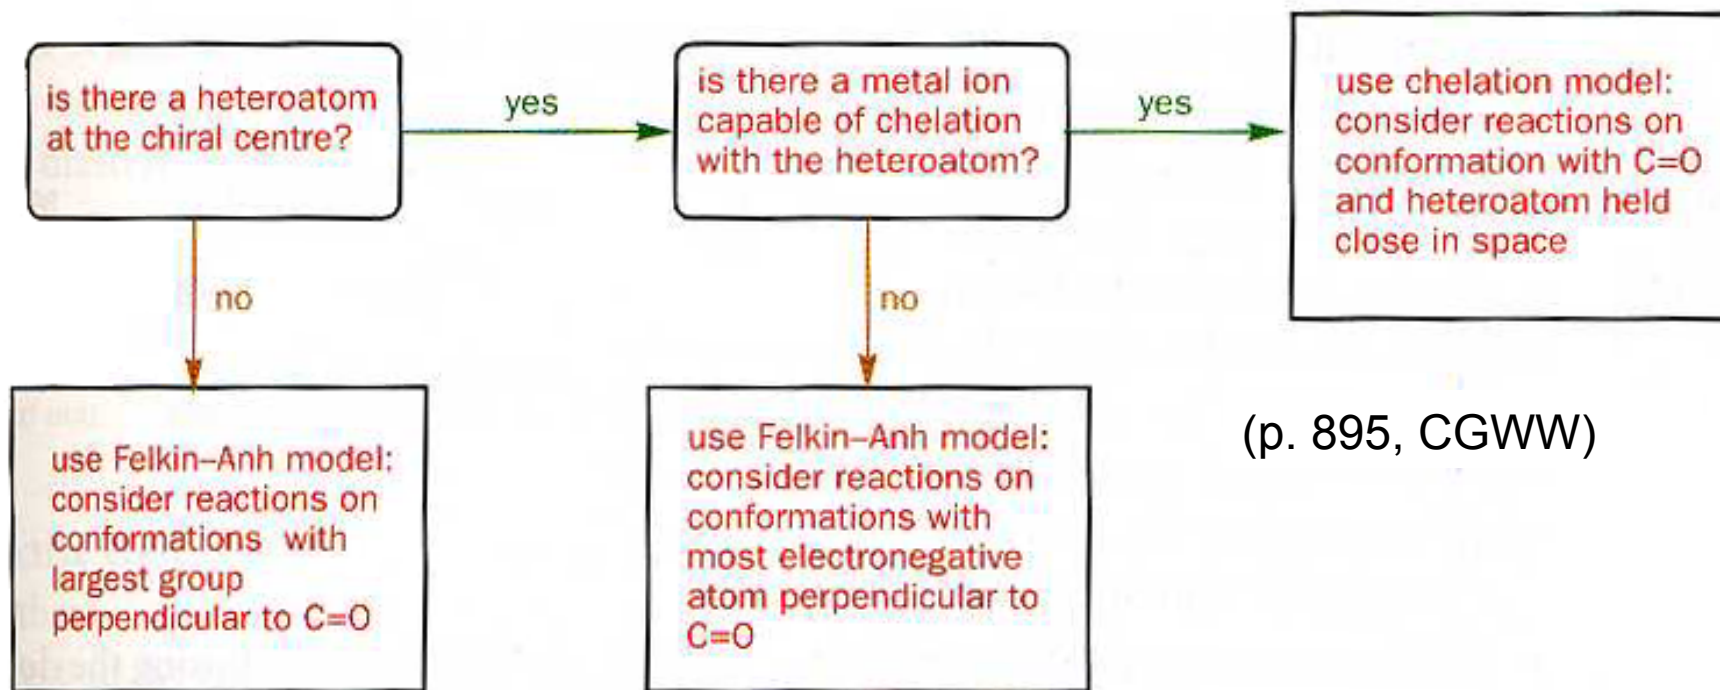 is there a heteroatom
at the chiral centre?
yes
is there a metal ion
capable of chelation
with the heteroatom?
yes
use chelation model:
consider reactions on
conformation with C=O
and heteroatom held
close in space
no
no
use Felkin–Anh model:
consider reactions on
conformations with
largest group
perpendicular to C=O
use Felkin–Anh model:
consider reactions on
conformations with
most electronegative
atom perpendicular to
C=O
(p. 895, CGWW)